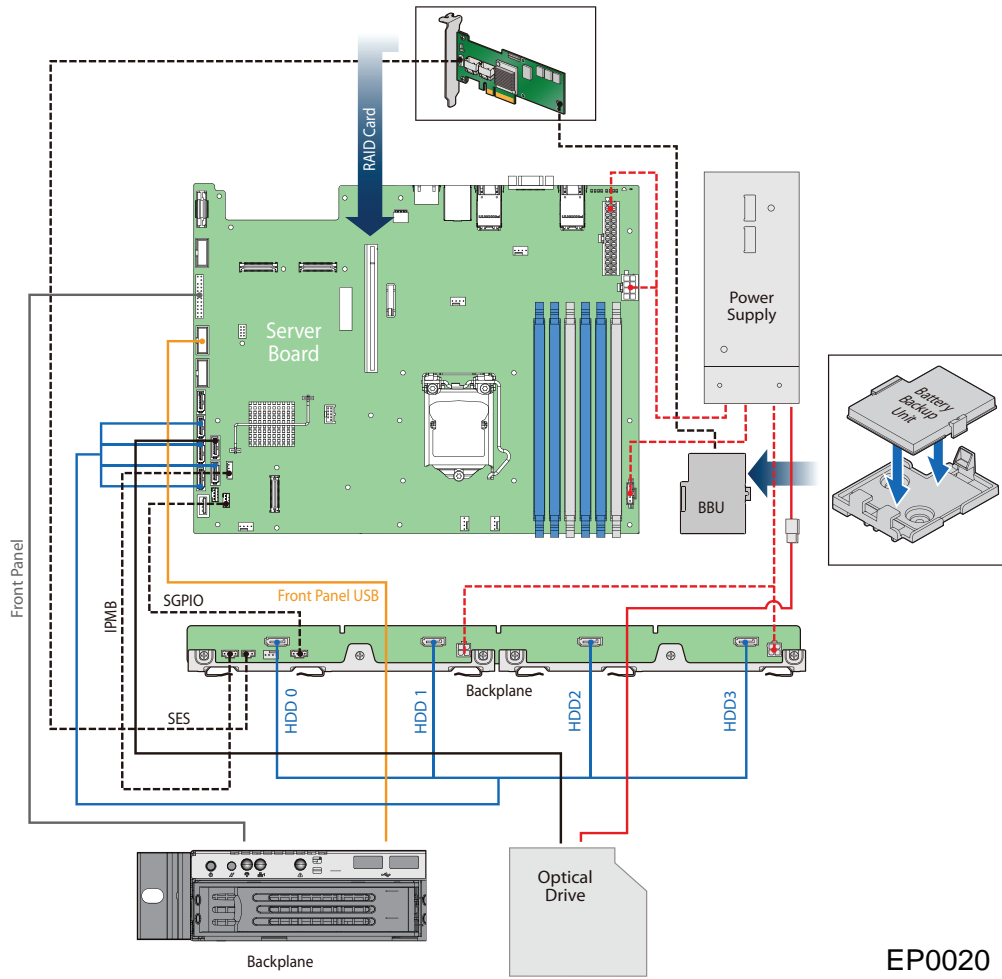 RAID Card
Server
Board
Power
Supply
Battery
Backup
Unit
BBU
Front Panel
IPMB
SGPIO
Front Panel USB
Backplane
HDD 0
HDD 1
HDD2
HDD3
SES
Optical
Drive
Backplane
EP0020